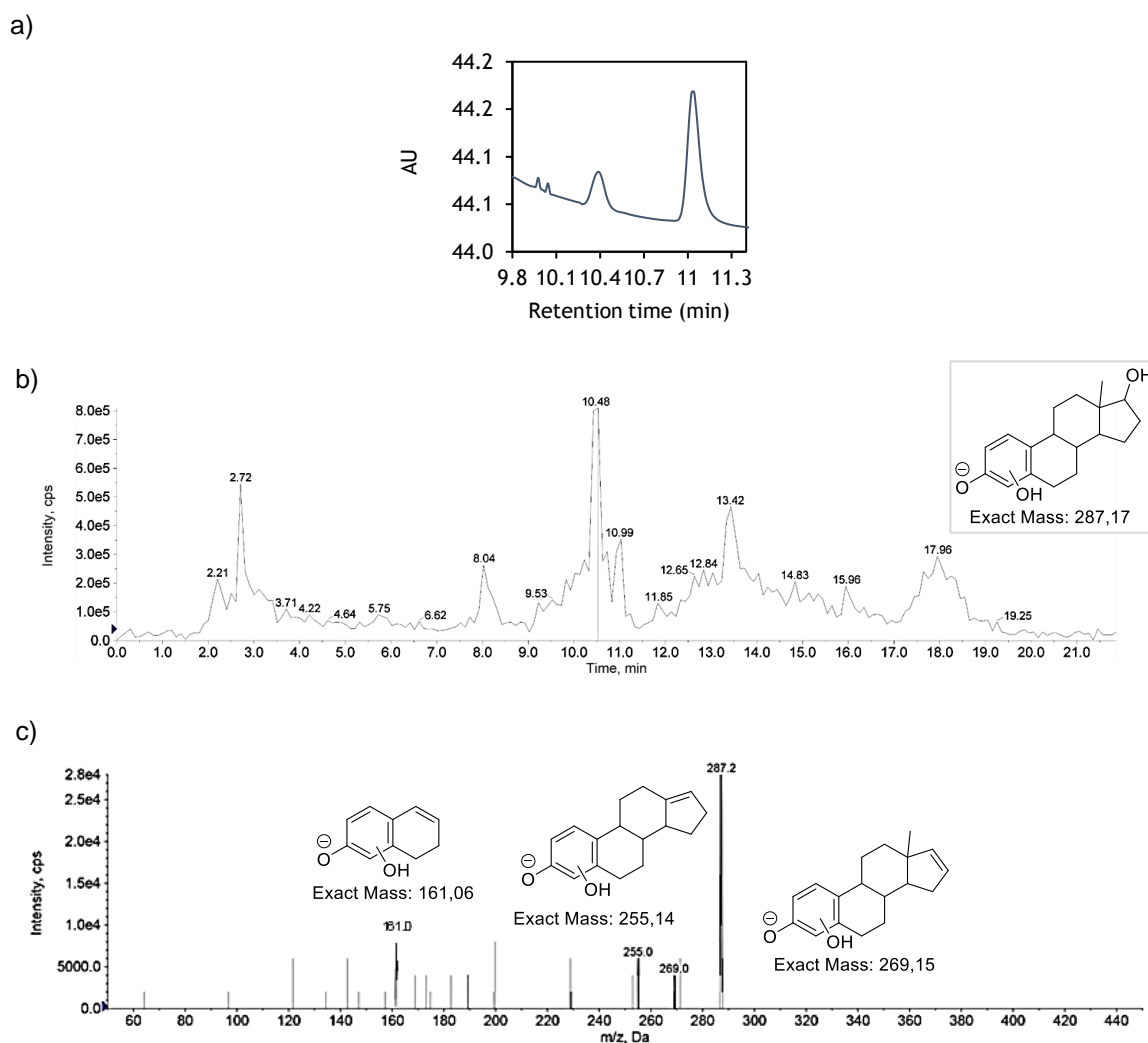 a)
44.2
44.2
44.1
44.1
44.0
AU
9.8 10.1 10.4 10.7 11 11.3
Retention time (min)
b)
8.0e5
7.0e5
6.0e5
5.0e5
4.0e5
3.0e5
2.0e5
1.0e5
0.0
Intensity, cps
2.21
2.72
3.71
4.22
4.64
5.75
6.62
8.04
9.53
10.48
10.99
11.85
12.65
12.84
13.42
14.83
15.96
17.96
19.25
0.0 1.0 2.0 3.0 4.0 5.0 6.0 7.0 8.0 9.0 10.0 11.0 12.0 13.0 14.0 15.0 16.0 17.0 18.0 19.0 20.0 21.0
Time, min
OH
⊖
O
OH
Exact Mass: 287,17
c)
2.8e4
2.5e4
2.0e4
1.5e4
1.0e4
5000.0
0.0
Intensity, cps
⊖
O
OH
Exact Mass: 161,06
161.0
⊖
O
OH
Exact Mass: 255,14
255.0
269.0
287.2
⊖
O
OH
Exact Mass: 269,15
60 80 100 120 140 160 180 200 220 240 260 280 300 320 340 360 380 400 420 440
m/z, Da